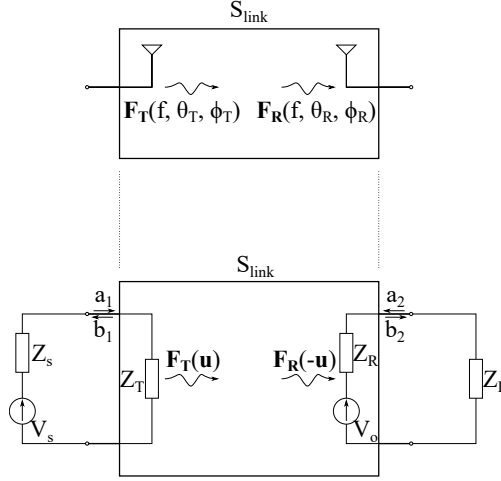 S_link
F_T(f, θ_T, ϕ_T) F_R(f, θ_R, ϕ_R)
S_link
a_1 a_2
b_1 b_2
Z_s Z_T F_T(u) F_R(-u) Z_R
V_s V_o